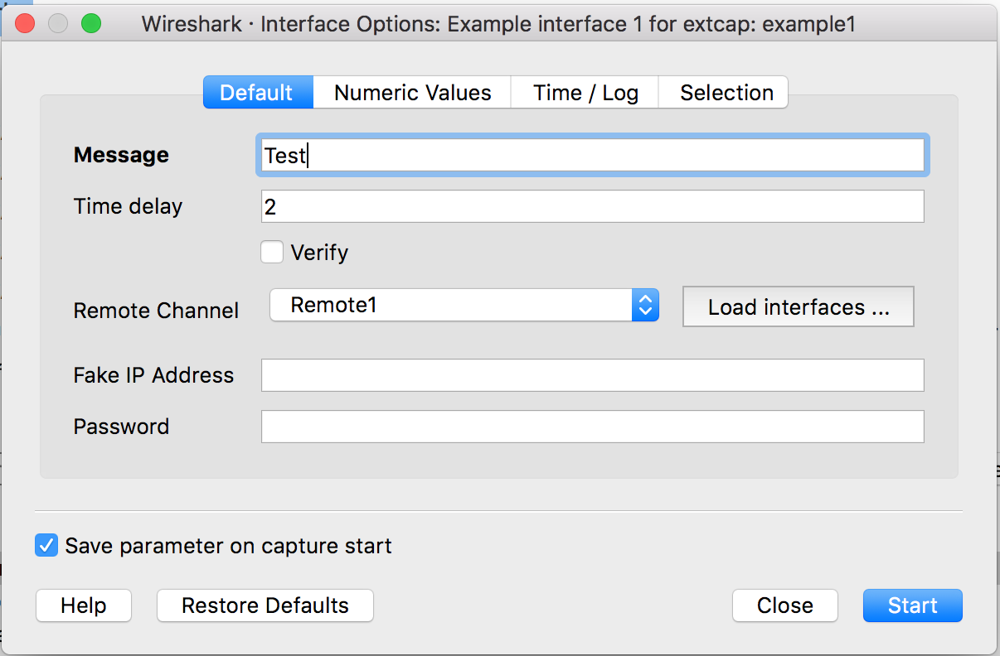 Wireshark · Interface Options: Example interface 1 for extcap: example1
Default Numeric Values Time / Log Selection
Message Test
Time delay 2
Verify
Remote Channel Remote1 Load interfaces ...
Fake IP Address
Password
Save parameter on capture start
Help Restore Defaults Close Start